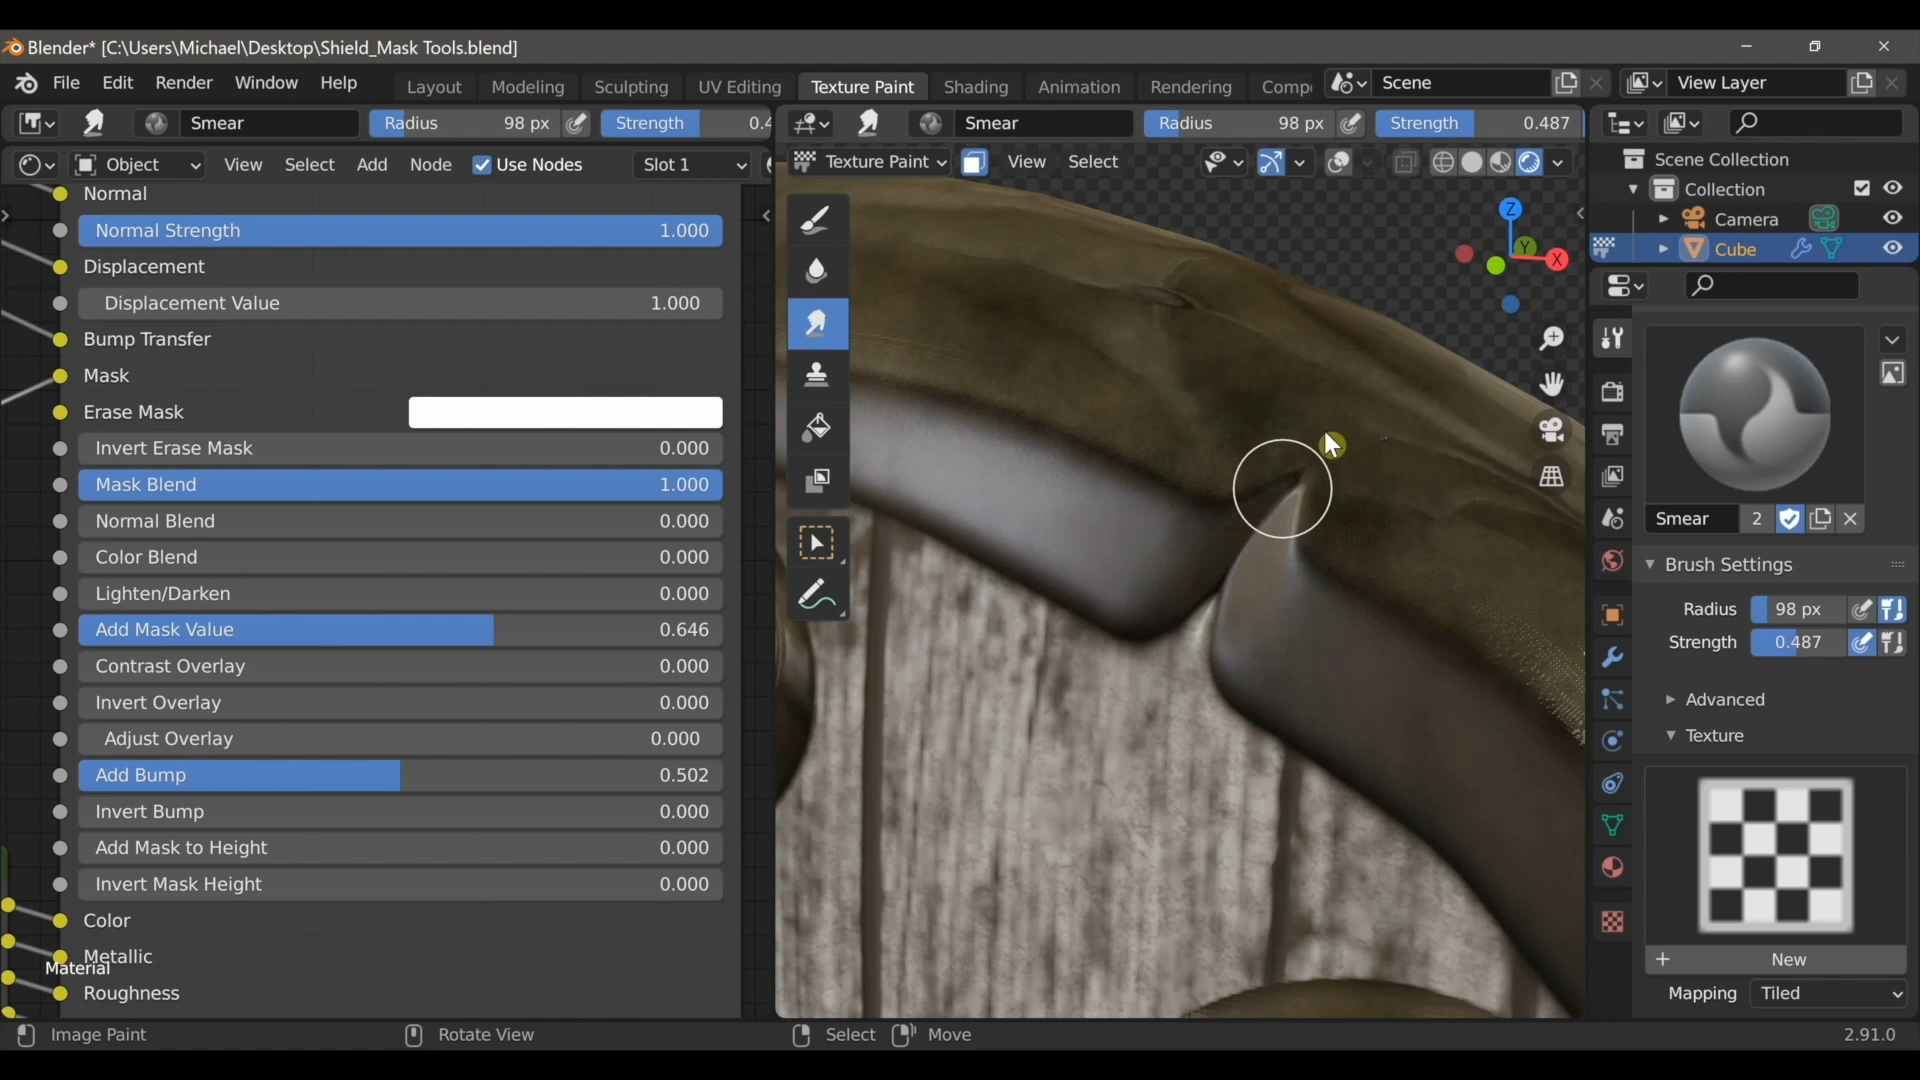 Blender* [C:\Users\Michael\Desktop\Shield_Mask Tools.blend]
File Edit Render Window Help Layout Modeling Sculpting UV Editing Texture Paint Shading Animation Rendering Comp Scene View Layer
Smear Radius 98 px Strength 0.4 Smear Radius 98 px Strength 0.487
Object View Select Add Node Use Nodes Slot 1 Texture Paint View Select
Scene Collection
Collection
Camera
Cube
Normal
Normal Strength 1.000
Displacement
Displacement Value 1.000
Bump Transfer
Mask
Erase Mask
Invert Erase Mask 0.000
Mask Blend 1.000
Normal Blend 0.000
Color Blend 0.000
Lighten/Darken 0.000
Add Mask Value 0.646
Contrast Overlay 0.000
Invert Overlay 0.000
Adjust Overlay 0.000
Add Bump 0.502
Invert Bump 0.000
Add Mask to Height 0.000
Invert Mask Height 0.000
Color
Metallic
Material
Roughness
Z
Y
X
Smear 2
Brush Settings
Radius 98 px
Strength 0.487
Advanced
Texture
New
Mapping Tiled
Image Paint Rotate View Select Move 2.91.0